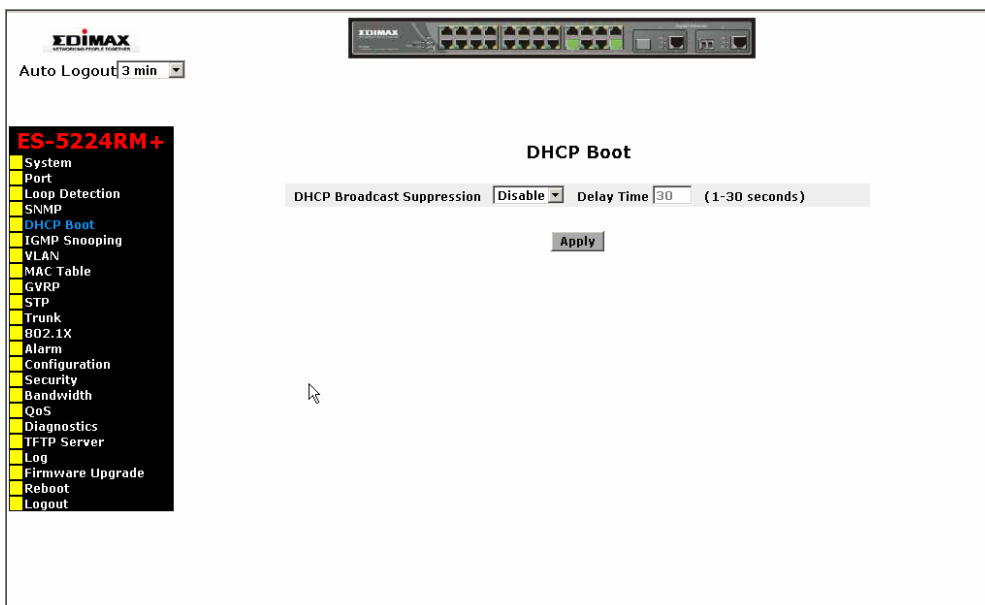 EDIMAX
NETWORKING PEOPLE TOGETHER
EDIMAX
Auto Logout 3 min
ES-5224RM+
System
Port
Loop Detection
SNMP
DHCP Boot
IGMP Snooping
VLAN
MAC Table
GVRP
STP
Trunk
802.1X
Alarm
Configuration
Security
Bandwidth
QoS
Diagnostics
TFTP Server
Log
Firmware Upgrade
Reboot
Logout
DHCP Boot
DHCP Broadcast Suppression Disable Delay Time 30 (1-30 seconds)
Apply